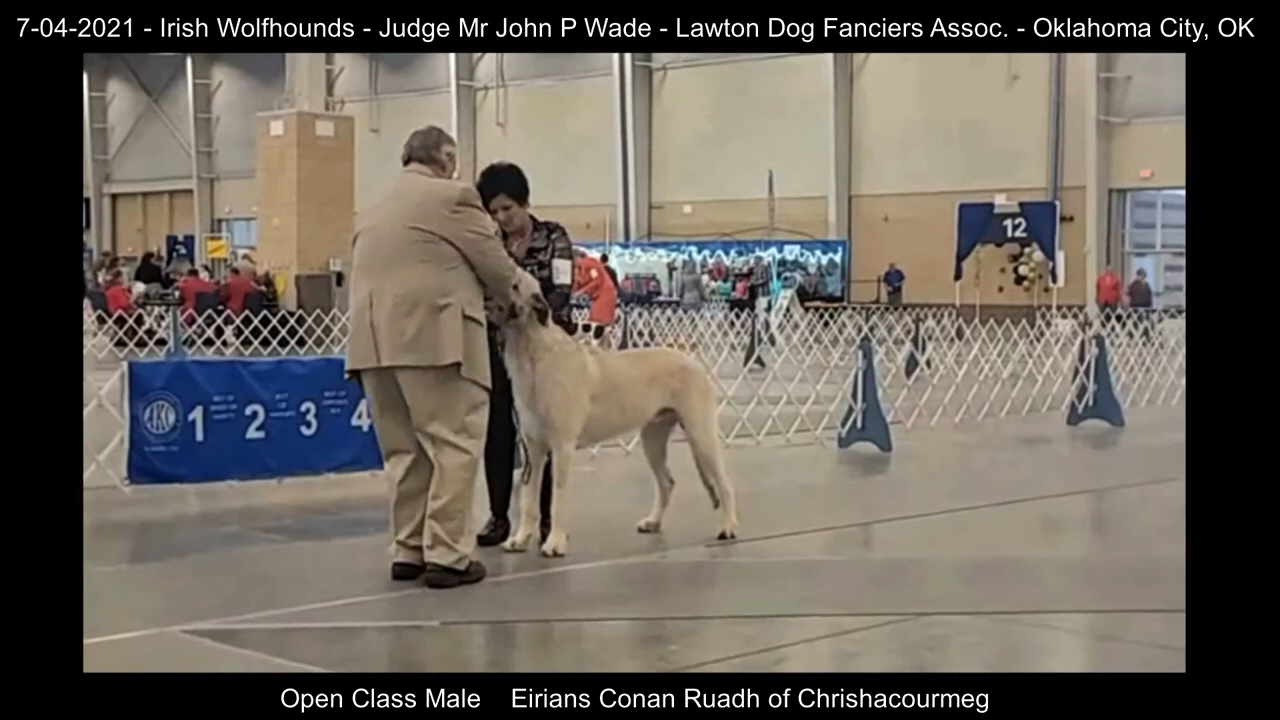 7-04-2021 - Irish Wolfhounds - Judge Mr John P Wade - Lawton Dog Fanciers Assoc. - Oklahoma City, OK
12
AKC 1 2 3 4
Open Class Male Eirians Conan Ruadh of Chrishacourmeg